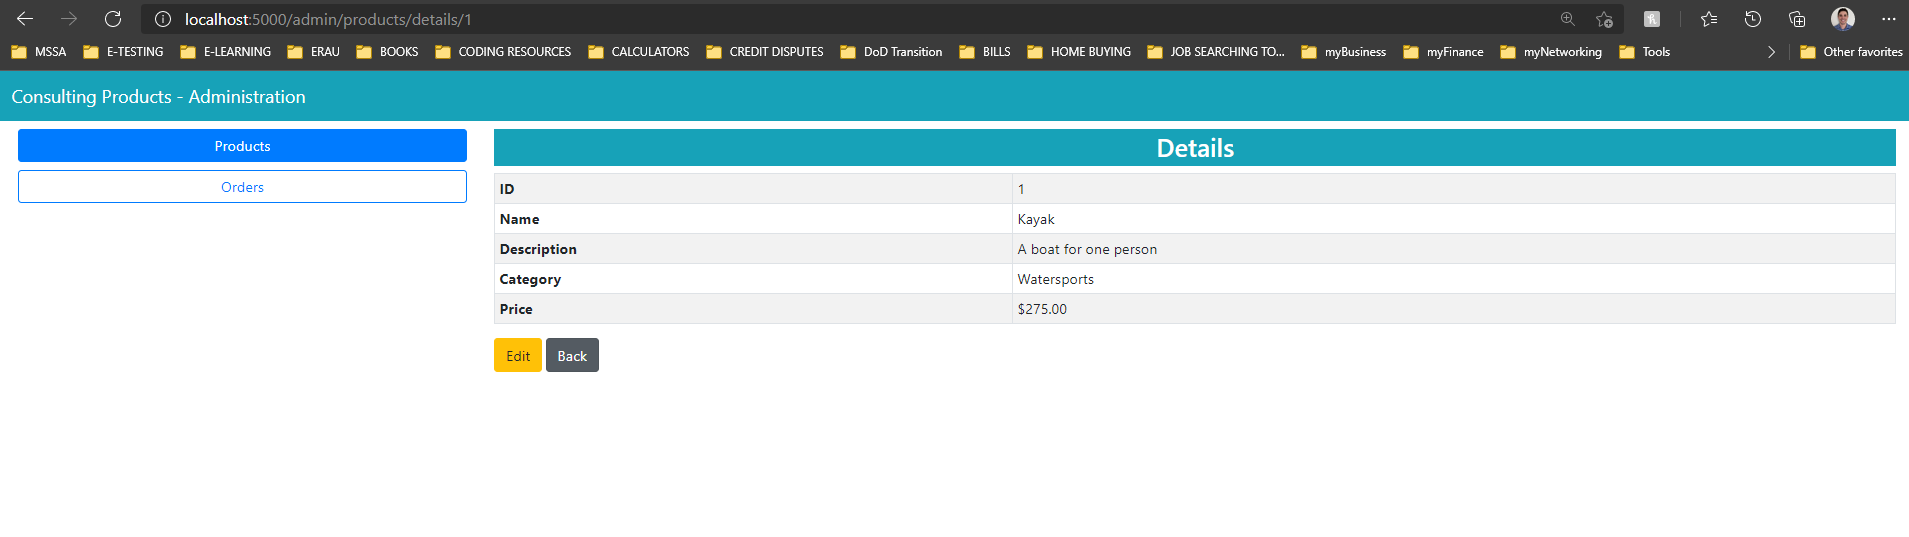 localhost:5000/admin/products/details/1
MSSA E-TESTING E-LEARNING ERAU BOOKS CODING RESOURCES CALCULATORS CREDIT DISPUTES DoD Transition BILLS HOME BUYING JOB SEARCHING TO... myBusiness myFinance myNetworking Tools Other favorites
Consulting Products - Administration
Products
Orders
Details
ID 1
Name Kayak
Description A boat for one person
Category Watersports
Price $275.00
Edit Back